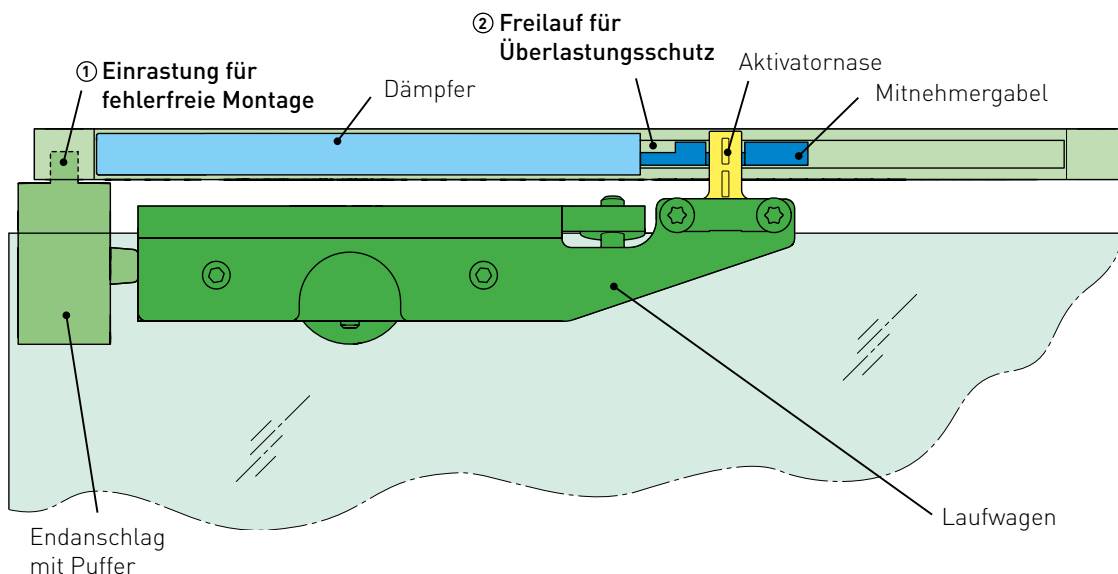 ① Einrastung für
fehlerfreie Montage
Dämpfer
② Freilauf für
Überlastungsschutz
Aktivatornase
Mitnehmergabel
Laufwagen
Endanschlag
mit Puffer